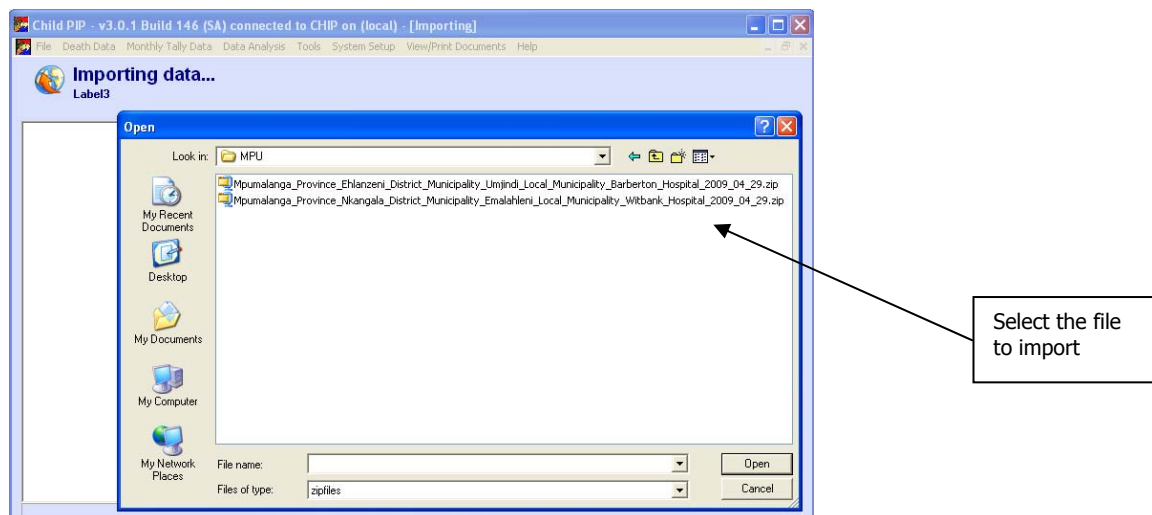 Child PIP - v3.0.1 Build 146 (SA) connected to CHIP on (local) - [Importing]
File Death Data Monthly Tally Data Data Analysis Tools System Setup View/Print Documents Help
Importing data...
Label3
Open
Look in: MPU
Mpumalanga_Province_Ehlanzeni_District_Municipality_Umjindi_Local_Municipality_Barberton_Hospital_2009_04_29.zip
Mpumalanga_Province_Nkangala_District_Municipality_Emalahleni_Local_Municipality_Witbank_Hospital_2009_04_29.zip
My Recent
Documents
Desktop
My Documents
My Computer
My Network
Places
File name:
Open
Files of type: zipfiles
Cancel
Select the file
to import